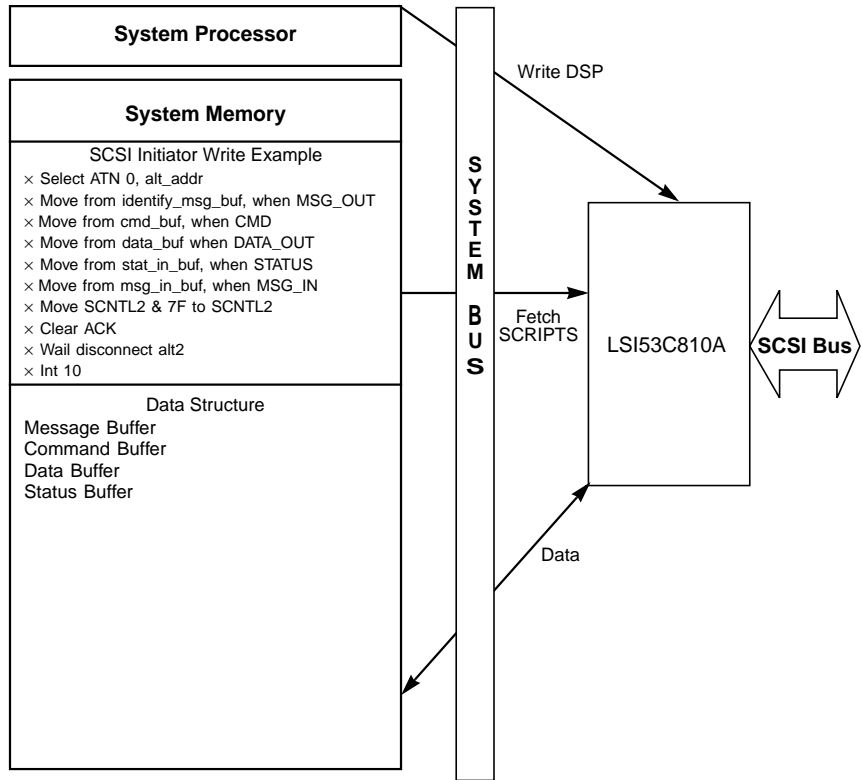 System Processor
System Memory
SCSI Initiator Write Example
× Select ATN 0, alt_addr
× Move from identify_msg_buf, when MSG_OUT
× Move from cmd_buf, when CMD
× Move from data_buf when DATA_OUT
× Move from stat_in_buf, when STATUS
× Move from msg_in_buf, when MSG_IN
× Move SCNTL2 & 7F to SCNTL2
× Clear ACK
× Wail disconnect alt2
× Int 10
Data Structure
Message Buffer
Command Buffer
Data Buffer
Status Buffer
SYSTEM BUS
Write DSP
Fetch
SCRIPTS
Data
LSI53C810A
SCSI Bus